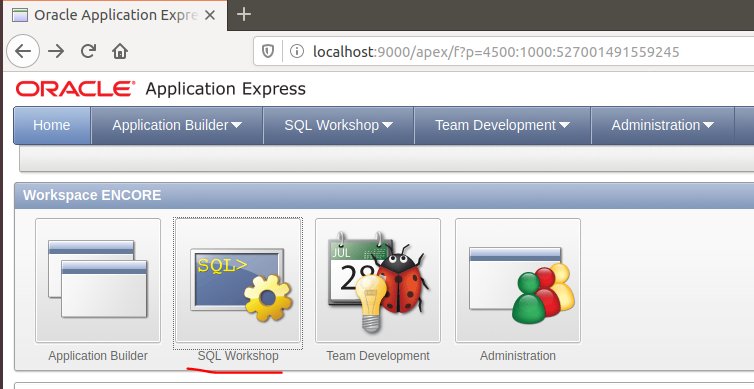 Oracle Application Expre
localhost:9000/apex/f?p=4500:1000:527001491559245
ORACLE Application Express
Home Application Builder SQL Workshop Team Development Administration
Workspace ENCORE
SQL> JUL 28
Application Builder SQL Workshop Team Development Administration